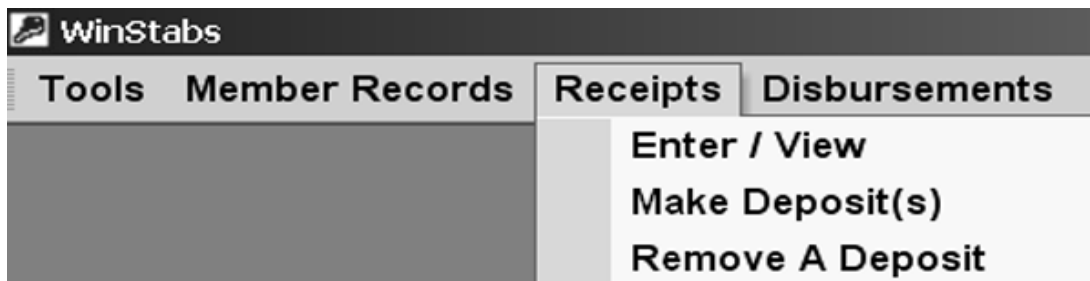 WinStabs
Tools Member Records Receipts Disbursements
Enter / View
Make Deposit(s)
Remove A Deposit